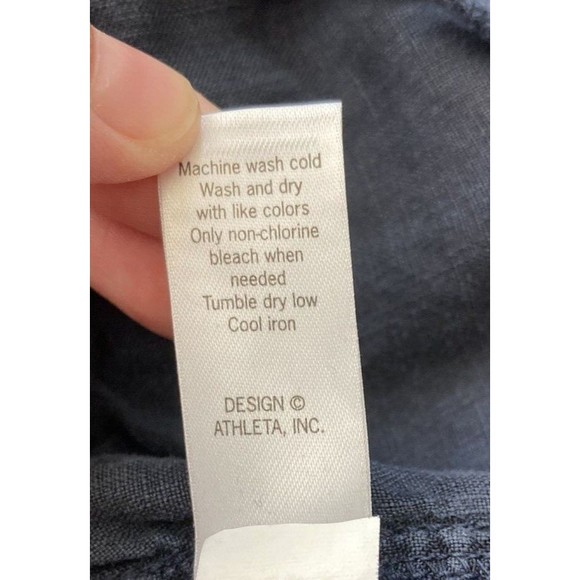 Machine wash cold
Wash and dry
with like colors
Only non-chlorine
bleach when
needed
Tumble dry low
Cool iron
DESIGN ©
ATHLETA, INC.